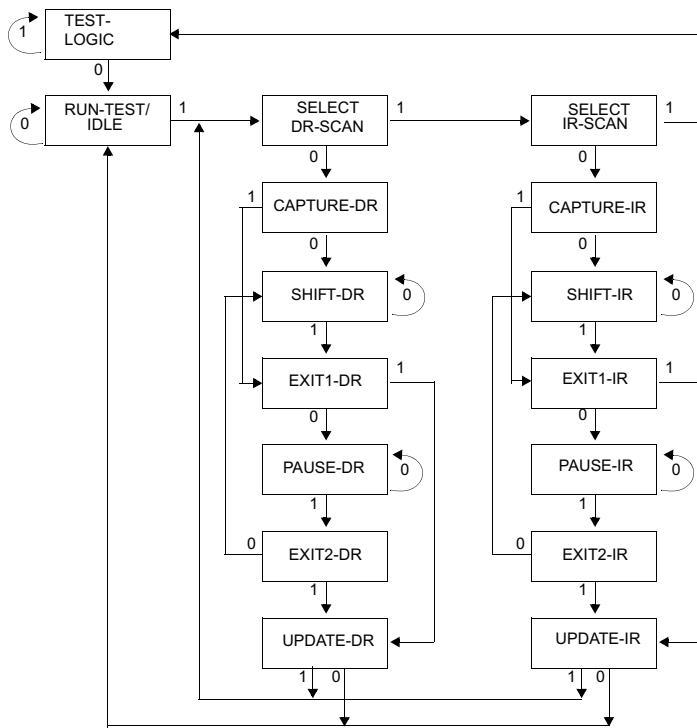 1
TEST-
LOGIC
0
0
RUN-TEST/
IDLE
1
SELECT
DR-SCAN
1
SELECT
IR-SCAN
1
0
0
1
CAPTURE-DR
1
CAPTURE-IR
0
0
SHIFT-DR
0
SHIFT-IR
0
1
1
EXIT1-DR
1
EXIT1-IR
1
0
0
PAUSE-DR
0
PAUSE-IR
0
1
1
0
EXIT2-DR
0
EXIT2-IR
1
1
UPDATE-DR
UPDATE-IR
1
0
1
0